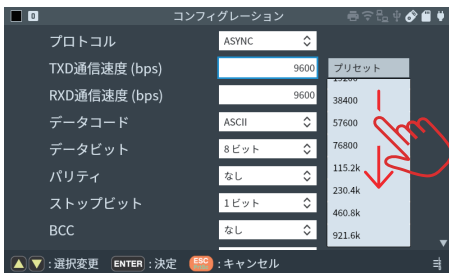 0 コンフィグレーション
プロトコル ASYNC
TXD通信速度 (bps) 9600 プリセット
RXD通信速度 (bps) 9600 38400
データコード ASCII 57600
データビット 8ビット 76800
パリティ なし 115.2k
230.4k
ストップビット 1ビット 460.8k
BCC なし 921.6k
:選択変更 ENTER :決定 ESC :キャンセル